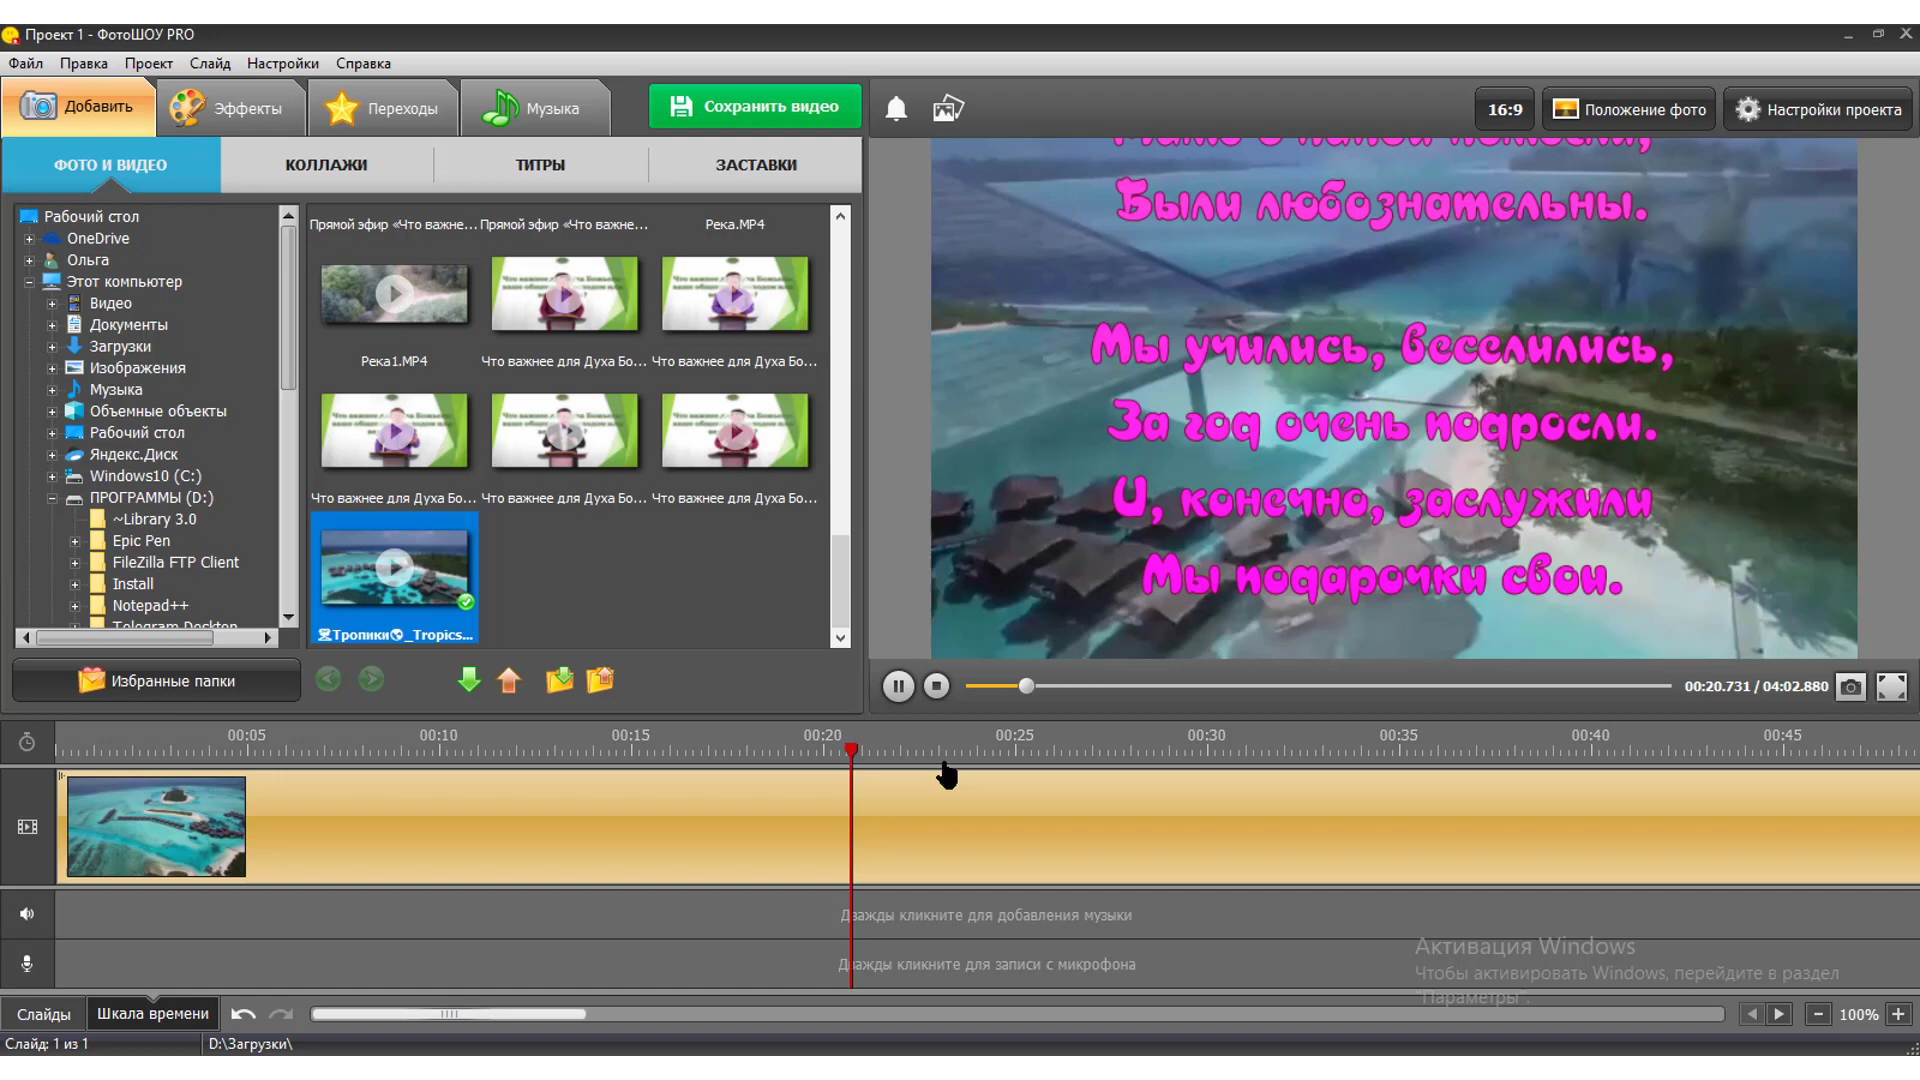 Проект 1 - ФотоШОУ PRO
Файл Правка Проект Слайд Настройки Справка
Добавить Эффекты Переходы Музыка Сохранить видео 16:9 Положение фото Настройки проекта
ФОТО И ВИДЕО КОЛЛАЖИ ТИТРЫ ЗАСТАВКИ
Рабочий стол
OneDrive
Ольга
Этот компьютер
Видео
Документы
Загрузки
Изображения
Музыка
Объемные объекты
Рабочий стол
Яндекс.Диск
Windows10 (C:)
ПРОГРАММЫ (D:)
~Library 3.0
Epic Pen
FileZilla FTP Client
Install
Notepad++
Telegram Desktop
Избранные папки
Прямой эфир «Что важне... Прямой эфир «Что важне... Река.MP4
Река1.MP4 Что важнее для Духа Бо... Что важнее для Духа Бо...
Что важнее для Духа Бо... Что важнее для Духа Бо... Что важнее для Духа Бо...
Тропики _Tropics...
Были любознательны.
Мы учились, веселились,
За год очень подросли.
И, конечно, заслужили
Мы подарочки свои.
00:20.731 / 04:02.880
00:05 00:10 00:15 00:20 00:25 00:30 00:35 00:40 00:45
Дважды кликните для добавления музыки
Дважды кликните для записи с микрофона
Активация Windows
Чтобы активировать Windows, перейдите в раздел
"Параметры".
Слайды Шкала времени 100%
Слайд: 1 из 1 D:\Загрузки\